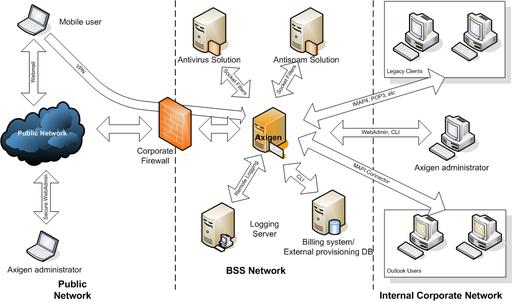 Mobile user
Webmail
VPN
Public Network
Secure WebAdmin
Axigen administrator
Public
Network
Corporate
Firewall
Antivirus Solution
Antispam Solution
Socket Filters
Socket Filters
Axigen
Remote Logging
CLI
Logging
Server
Billing system/
External provisioning DB
BSS Network
Legacy Clients
IMAP4, POP3, etc
WebAdmin, CLI
Axigen administrator
MAPI Connector
Outlook Users
Internal Corporate Network